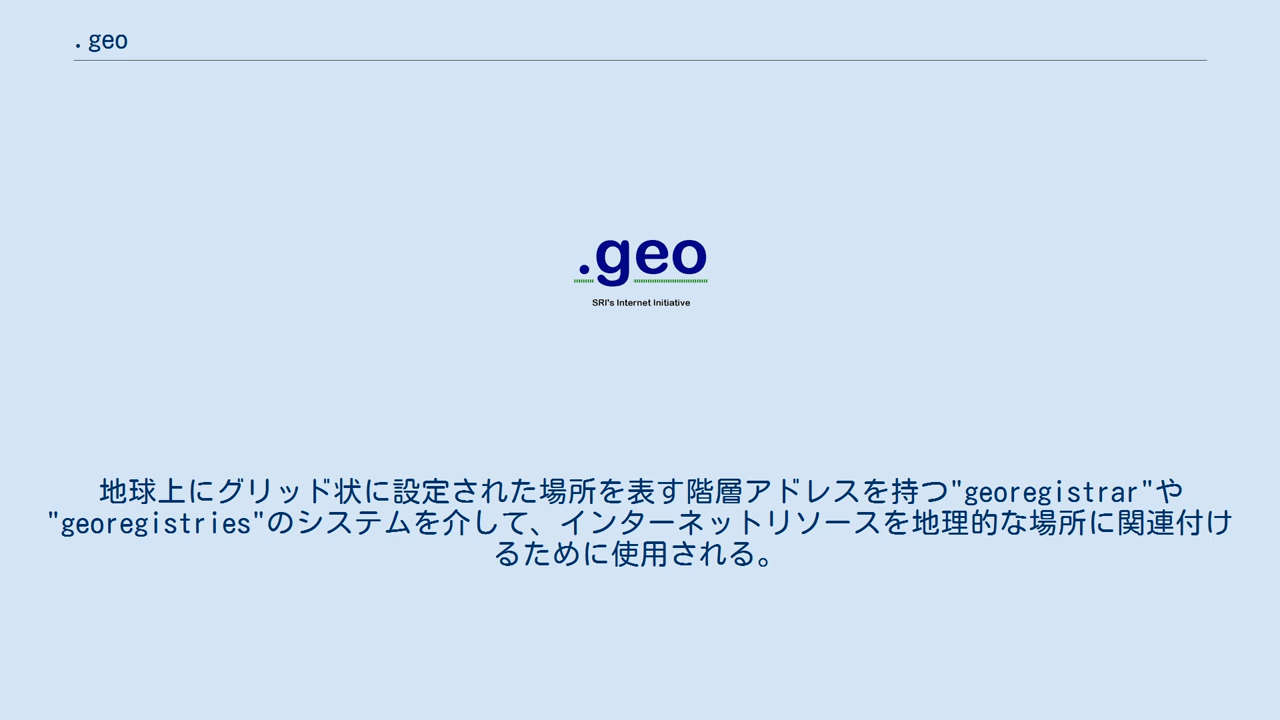 .geo
.geo
SRI's Internet Initiative
地球上にグリッド状に設定された場所を表す階層アドレスを持つ"georegistrar"や
"georegistries"のシステムを介して、インターネットリソースを地理的な場所に関連付け
るために使用される。